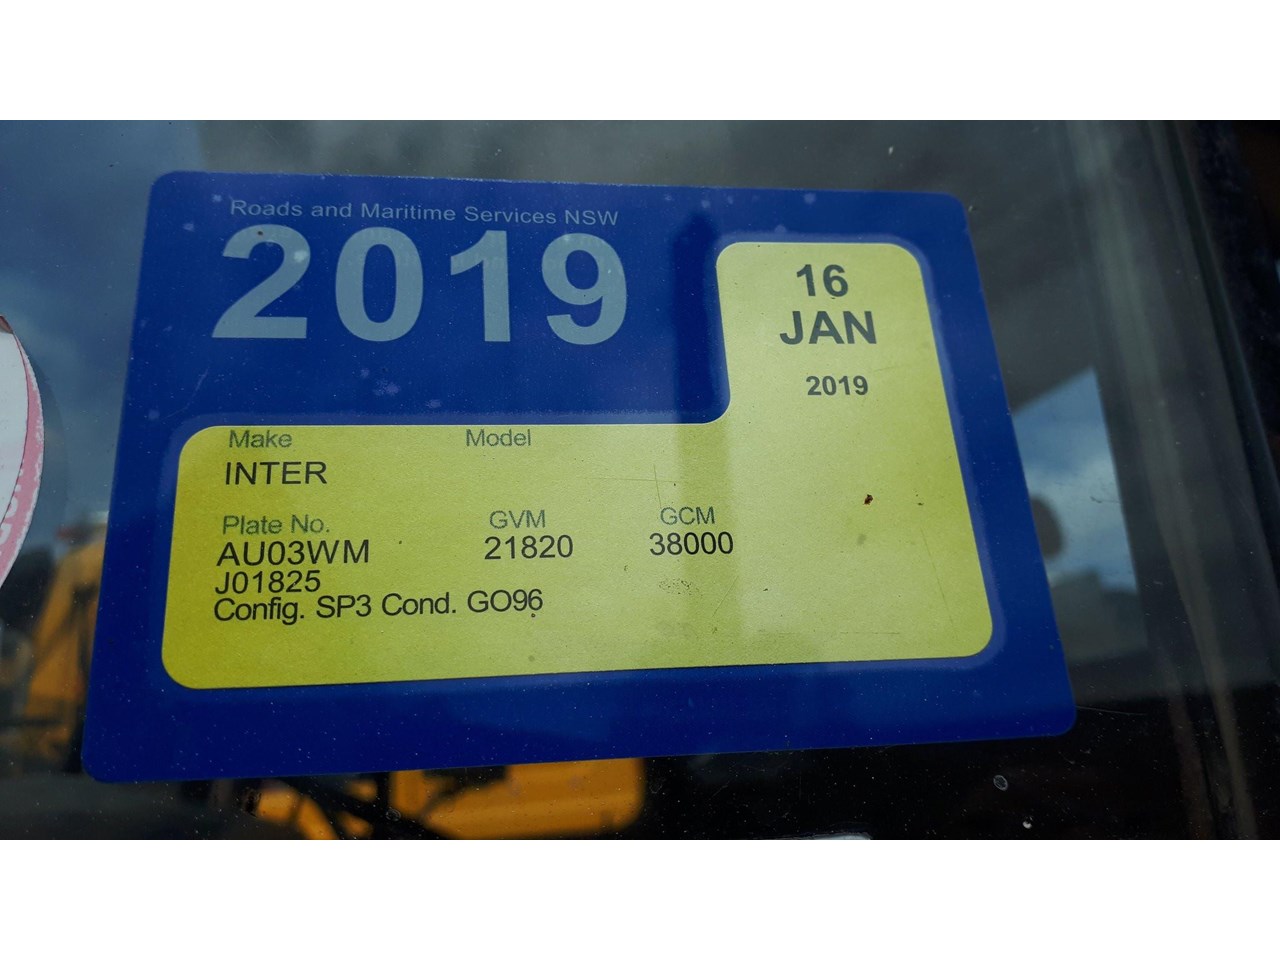 Roads and Maritime Services NSW
2019
16
JAN
2019
Make Model
INTER
Plate No. GVM GCM
AU03WM 21820 38000
J01825
Config. SP3 Cond. GO96